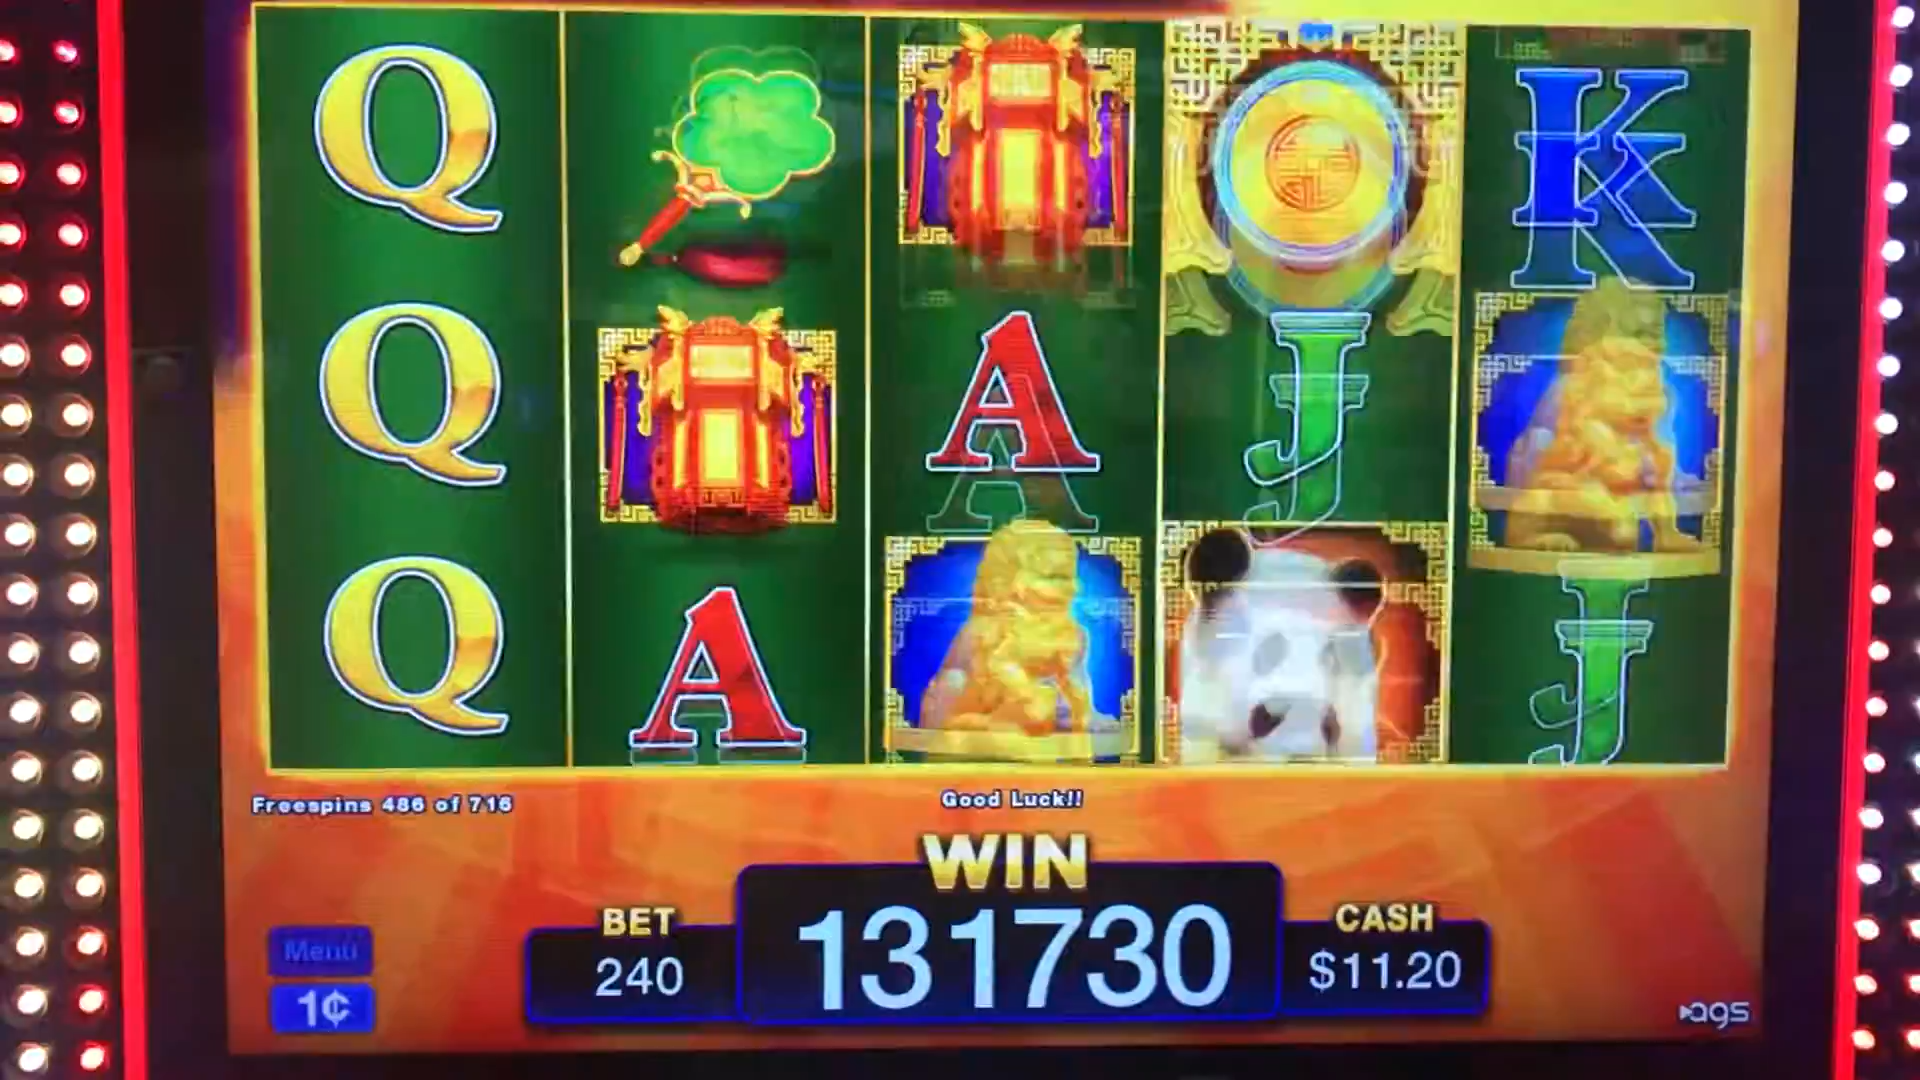 Q K
Q A J
Q A J
Freespins 486 of 716
Good Luck!!
WIN
BET
131730
CASH
240
$11.20
Menu
1¢
ags